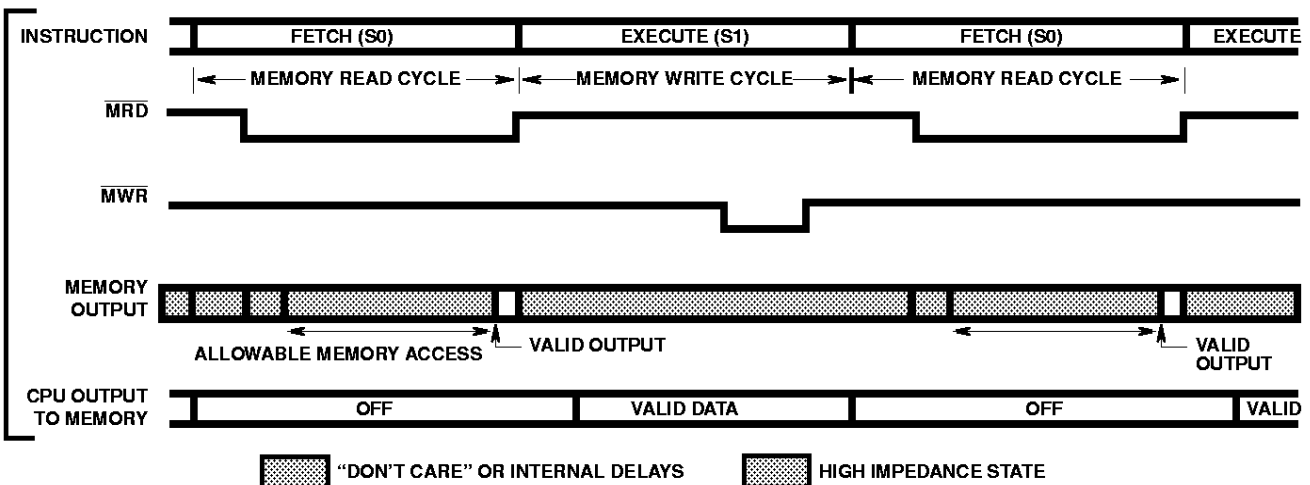 INSTRUCTION FETCH (S0) EXECUTE (S1) FETCH (S0) EXECUTE
MEMORY READ CYCLE MEMORY WRITE CYCLE MEMORY READ CYCLE
MRD
MWR
MEMORY
OUTPUT
ALLOWABLE MEMORY ACCESS
VALID OUTPUT
VALID
OUTPUT
CPU OUTPUT
TO MEMORY
OFF VALID DATA OFF VALID
“DON'T CARE” OR INTERNAL DELAYS HIGH IMPEDANCE STATE